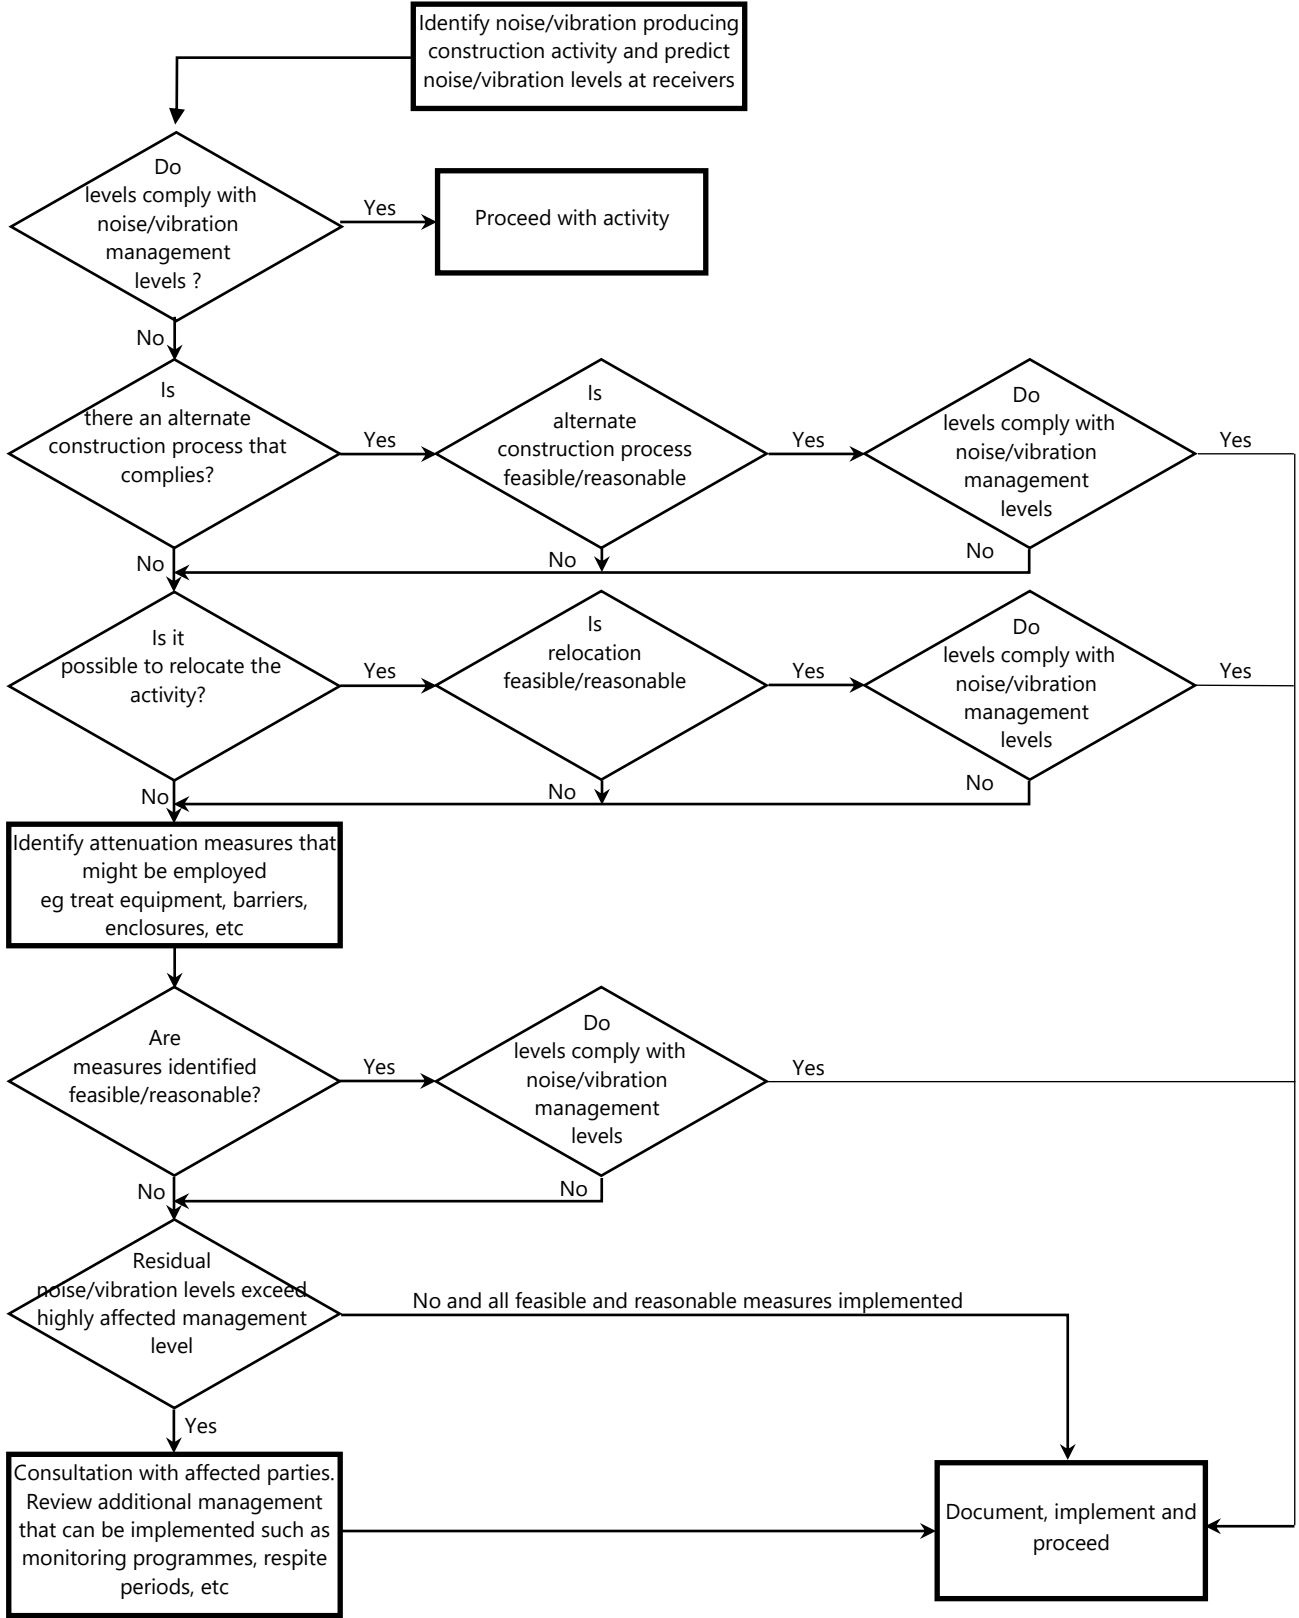 Identify noise/vibration producing
construction activity and predict
noise/vibration levels at receivers
Do
levels comply with
noise/vibration
management
levels ?
Yes
Proceed with activity
No
Is
there an alternate
construction process that
complies?
Yes
Is
alternate
construction process
feasible/reasonable
Yes
Do
levels comply with
noise/vibration
management
levels
Yes
No
No
No
Is it
possible to relocate the
activity?
Yes
Is
relocation
feasible/reasonable
Yes
Do
levels comply with
noise/vibration
management
levels
Yes
No
No
No
Identify attenuation measures that
might be employed
eg treat equipment, barriers,
enclosures, etc
Are
measures identified
feasible/reasonable?
Yes
Do
levels comply with
noise/vibration
management
levels
Yes
No
No
Residual
noise/vibration levels exceed
highly affected management
level
No and all feasible and reasonable measures implemented
Yes
Consultation with affected parties.
Review additional management
that can be implemented such as
monitoring programmes, respite
periods, etc
Document, implement and
proceed